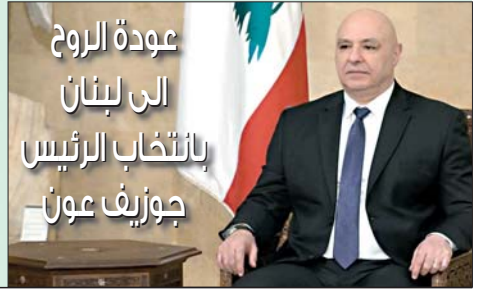 عودة الروح
الى لبنان
بانتخاب الرئيس
جوزيف عون